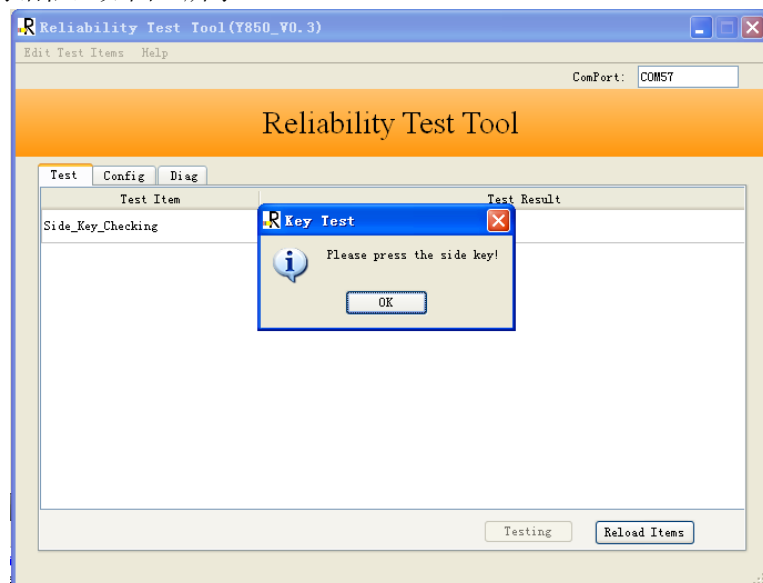 Reliability Test Tool(Y850_V0.3)
Edit Test Items Help
ComPort: COM57
Reliability Test Tool
Test Config Diag
Test Item Test Result
Side_Key_Checking
Key Test
Please press the side key!
OK
Testing Reload Items